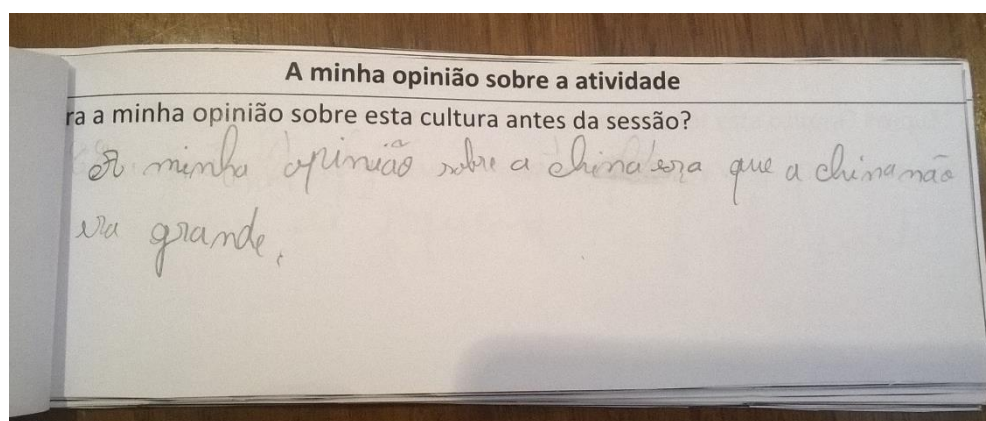 A minha opinião sobre a atividade
ra a minha opinião sobre esta cultura antes da sessão?
A minha opinião sobre a china era que a china não
era grande.